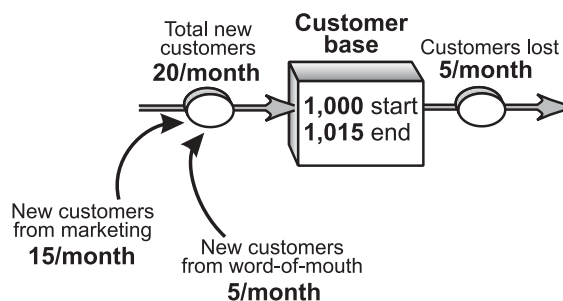 Total new
customers
20/month
Customer
base
Customers lost
5/month
1,000 start
1,015 end
New customers
from marketing
15/month
New customers
from word-of-mouth
5/month